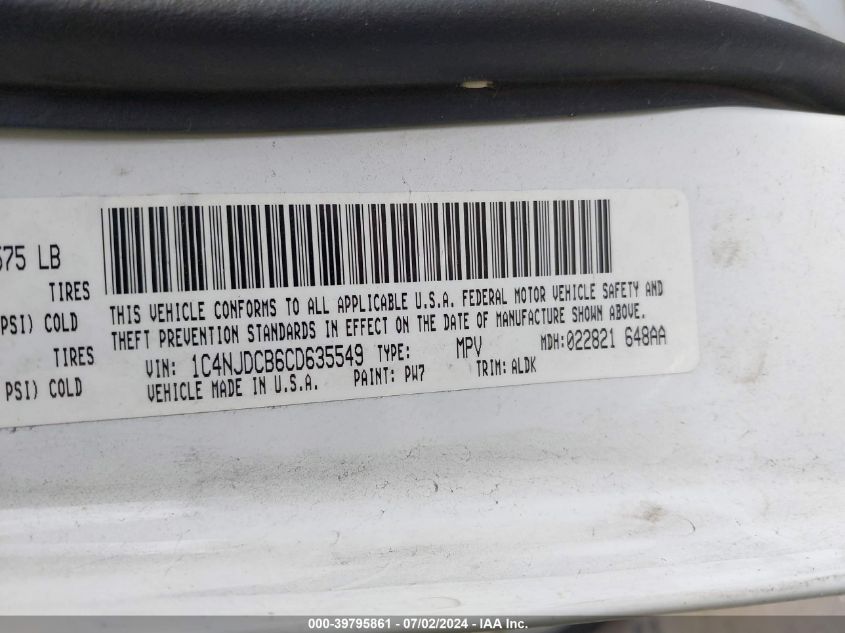 575 LB
TIRES
PSI) COLD
TIRES
PSI) COLD
THIS VEHICLE CONFORMS TO ALL APPLICABLE U.S.A. FEDERAL MOTOR VEHICLE SAFETY AND
THEFT PREVENTION STANDARDS IN EFFECT ON THE DATE OF MANUFACTURE SHOWN ABOVE.
VIN: 1C4NJDCB6CD635549 TYPE: MPV MDH:022821 648AA
VEHICLE MADE IN U.S.A. PAINT: PW7 TRIM: ALDK
000-39795861 - 07/02/2024 - IAA Inc.